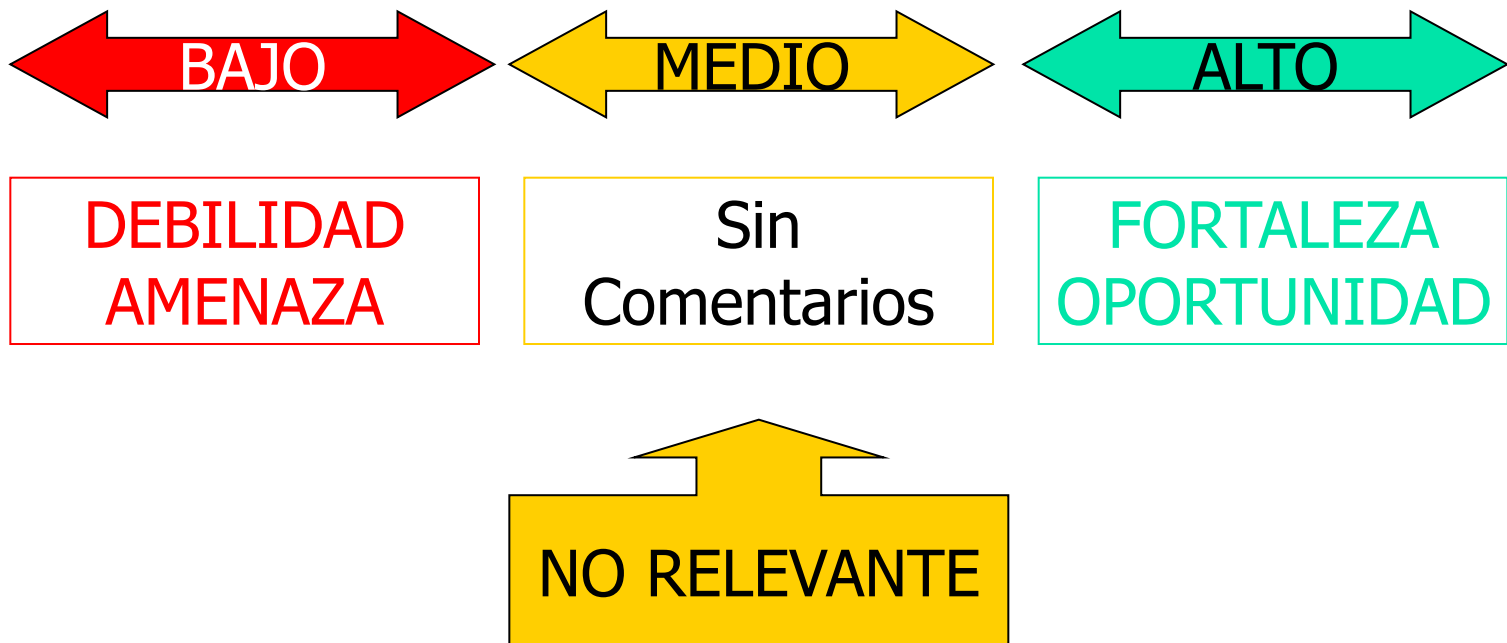 BAJO
MEDIO
ALTO
DEBILIDAD
AMENAZA
Sin
Comentarios
FORTALEZA
OPORTUNIDAD
NO RELEVANTE